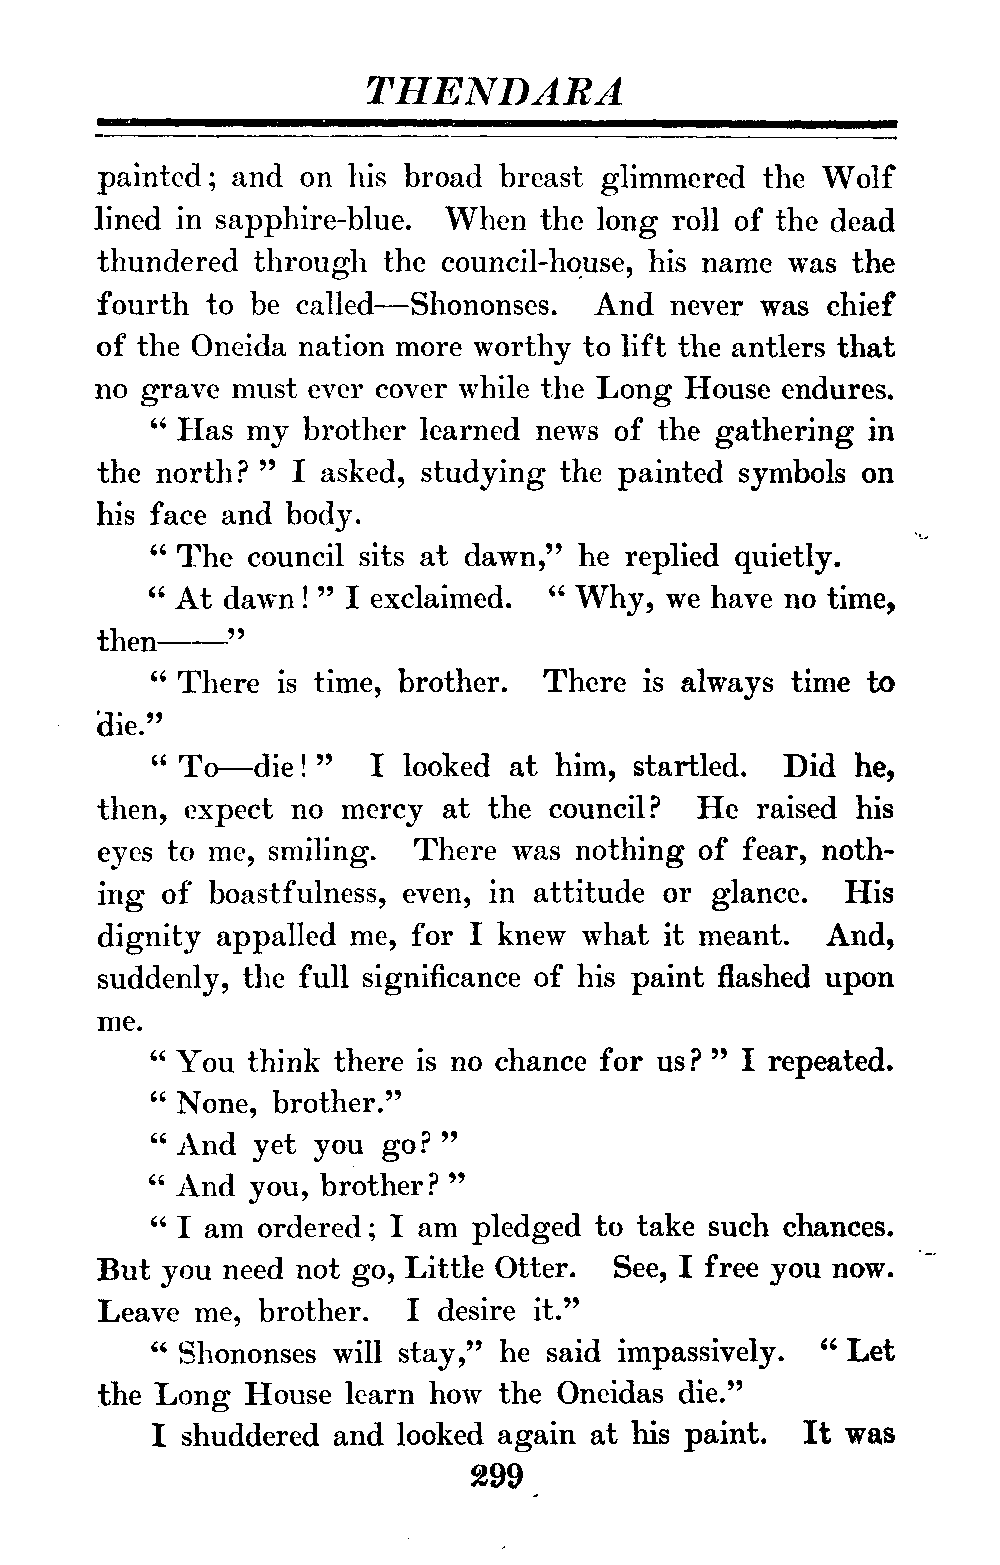 THENDARA
painted; and on his broad breast glimmered the Wolf
lined in sapphire-blue. When the long roll of the dead
thundered through the council-house, his name was the
fourth to be called—Shononses. And never was chief
of the Oneida nation more worthy to lift the antlers that
no grave must ever cover while the Long House endures.
“ Has my brother learned news of the gathering in
the north? ” I asked, studying the painted symbols on
his face and body.
“ The council sits at dawn,” he replied quietly.
“ At dawn! ” I exclaimed. “ Why, we have no time,
then——”
“ There is time, brother. There is always time to
die.”
“ To—die! ” I looked at him, startled. Did he,
then, expect no mercy at the council? He raised his
eyes to me, smiling. There was nothing of fear, noth-
ing of boastfulness, even, in attitude or glance. His
dignity appalled me, for I knew what it meant. And,
suddenly, the full significance of his paint flashed upon
me.
“ You think there is no chance for us? ” I repeated.
“ None, brother.”
“ And yet you go? ”
“ And you, brother? ”
“ I am ordered; I am pledged to take such chances.
But you need not go, Little Otter. See, I free you now.
Leave me, brother. I desire it.”
“ Shononses will stay,” he said impassively. “ Let
the Long House learn how the Oneidas die.”
I shuddered and looked again at his paint. It was
299